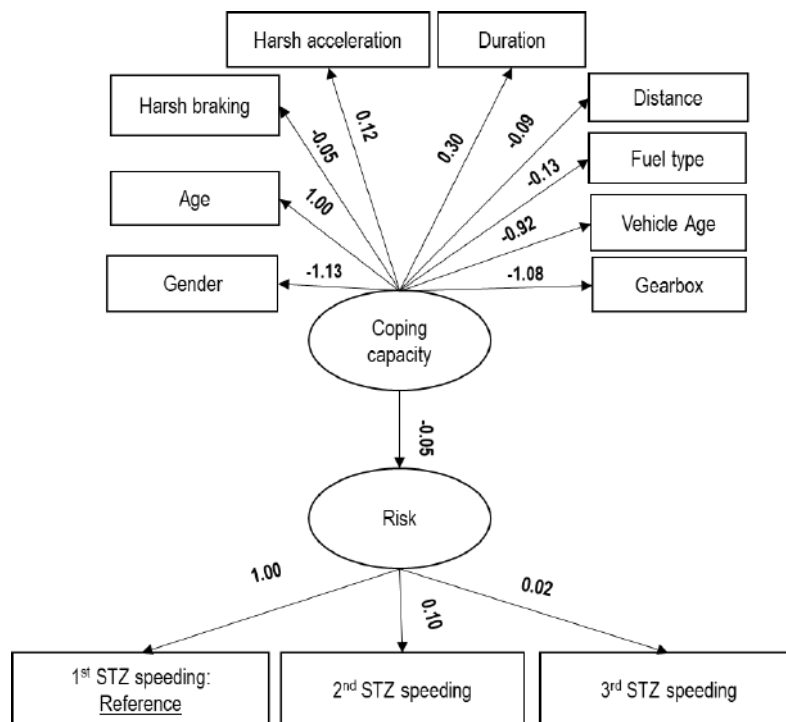 Harsh acceleration
Duration
Harsh braking
Distance
0.12
0.30
-0.05
-0.09
Fuel type
-0.13
Age
1.00
-0.92
Vehicle Age
Gender
-1.13
-1.08
Gearbox
Coping
capacity
-0.05
Risk
1.00
0.10
0.02
1st STZ speeding:
Reference
2nd STZ speeding
3rd STZ speeding